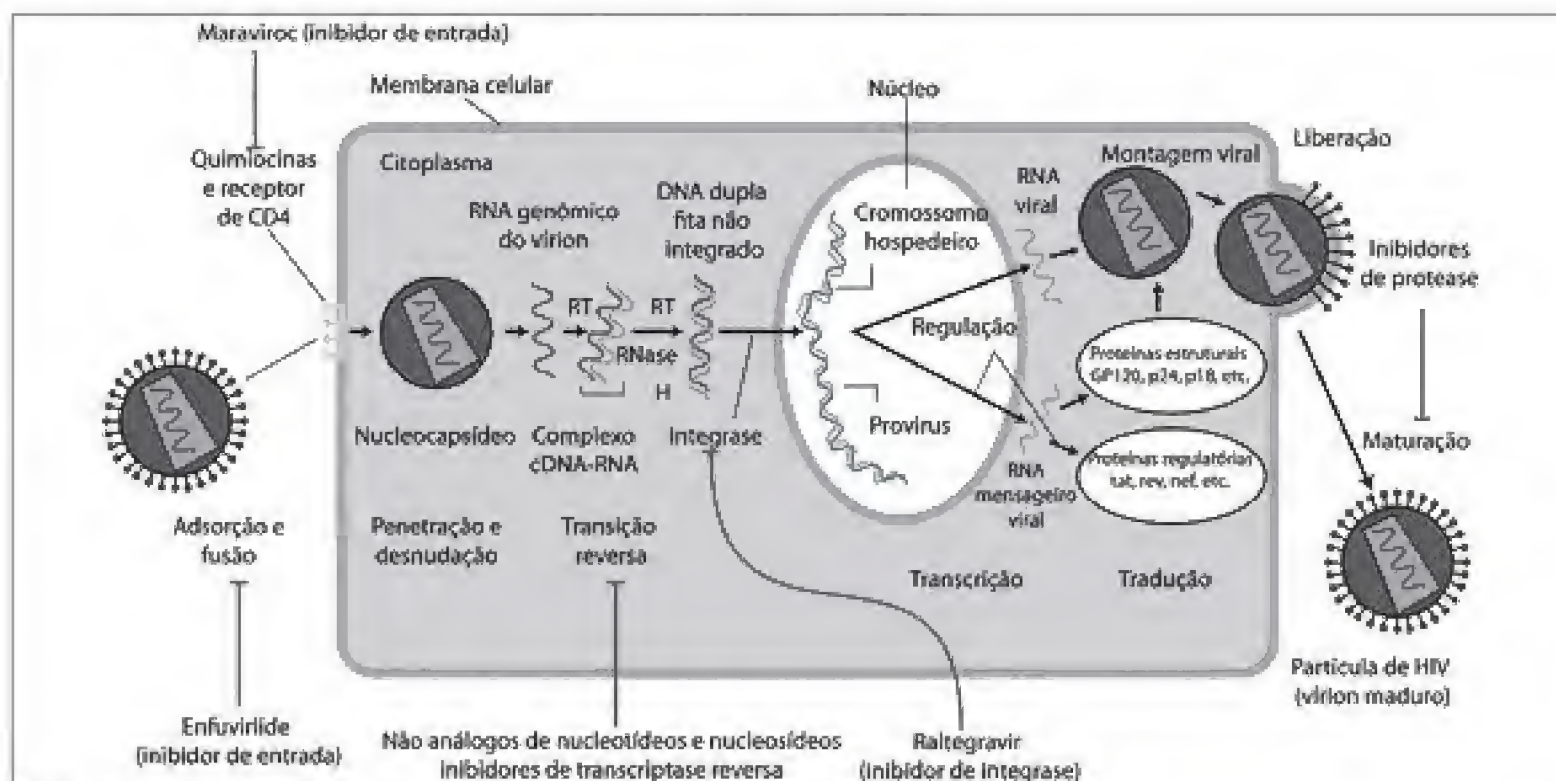 Maraviroc (inibidor de entrada)
Membrana celular
Núcleo
Quimiocinas
e receptor
de CD4
Citoplasma
RNA genômico
do virion
DNA dupla
fita não
integrado
Cromossomo
hospedeiro
RNA
viral
Montagem viral
Liberação
Inibidores
de protease
RT
RT
RNase
H
Regulação
Proteínas estruturais
GP120, p24, p18, etc.
Nucleocapsídeo
Complexo
cDNA-RNA
Integrase
Provirus
RNA
mensageiro
viral
Proteínas regulatórias
tat, rev, nef, etc.
Maturação
Adsorção e
fusão
Penetração e
desnudação
Transição
reversa
Transcrição
Tradução
Partícula de HIV
(virion maduro)
Enfuvirtide
(inibidor de entrada)
Não análogos de nucleotídeos e nucleosídeos
inibidores de transcriptase reversa
Raltegravir
(inibidor de integrase)